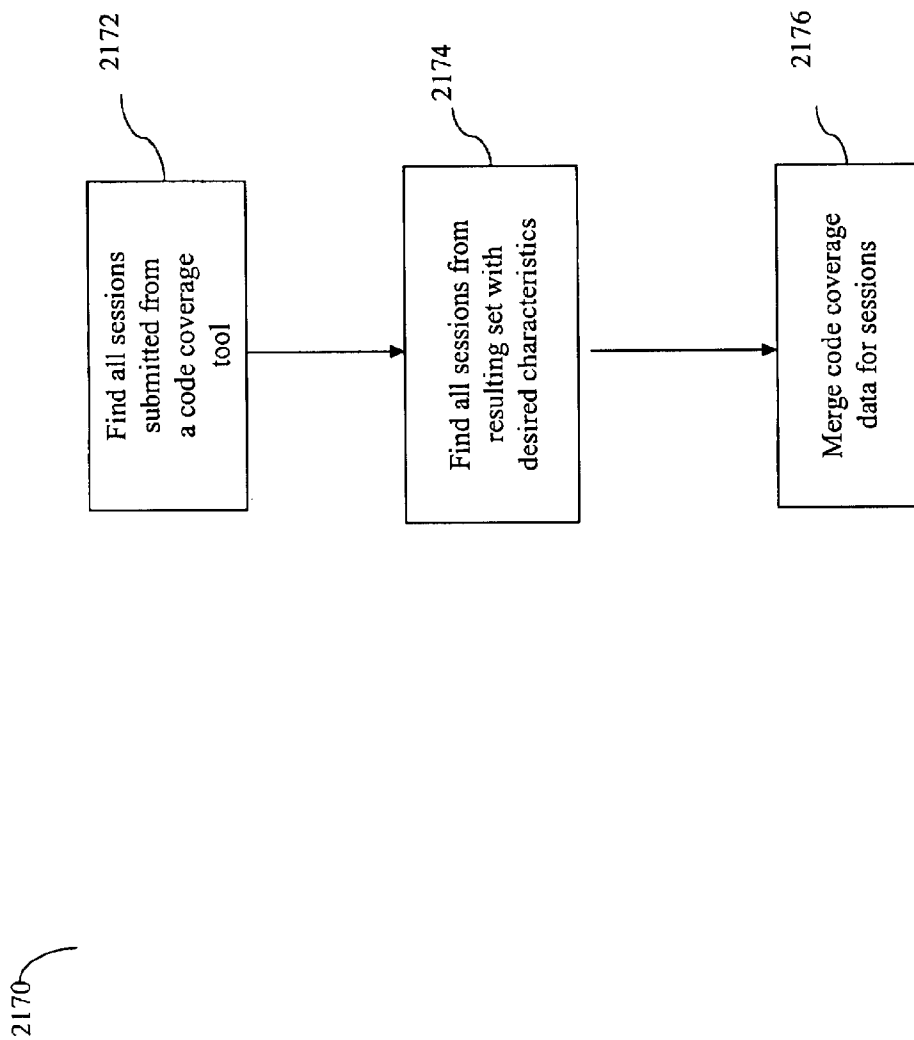 2170
Find all sessions
submitted from
a code coverage
tool
2172
Find all sessions from
resulting set with
desired characteristics
2174
Merge code coverage
data for sessions
2176